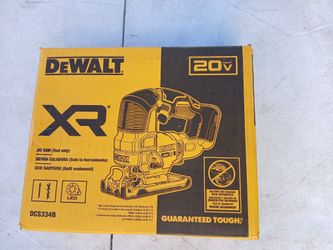 DEWALT
20V
XR
JIG SAW (Tool only)
SIERRA CALADORA (Solo la herramienta)
SCIE SAUTEUSE (Outil seulement)
LED
DCS334B
GUARANTEED TOUGH.